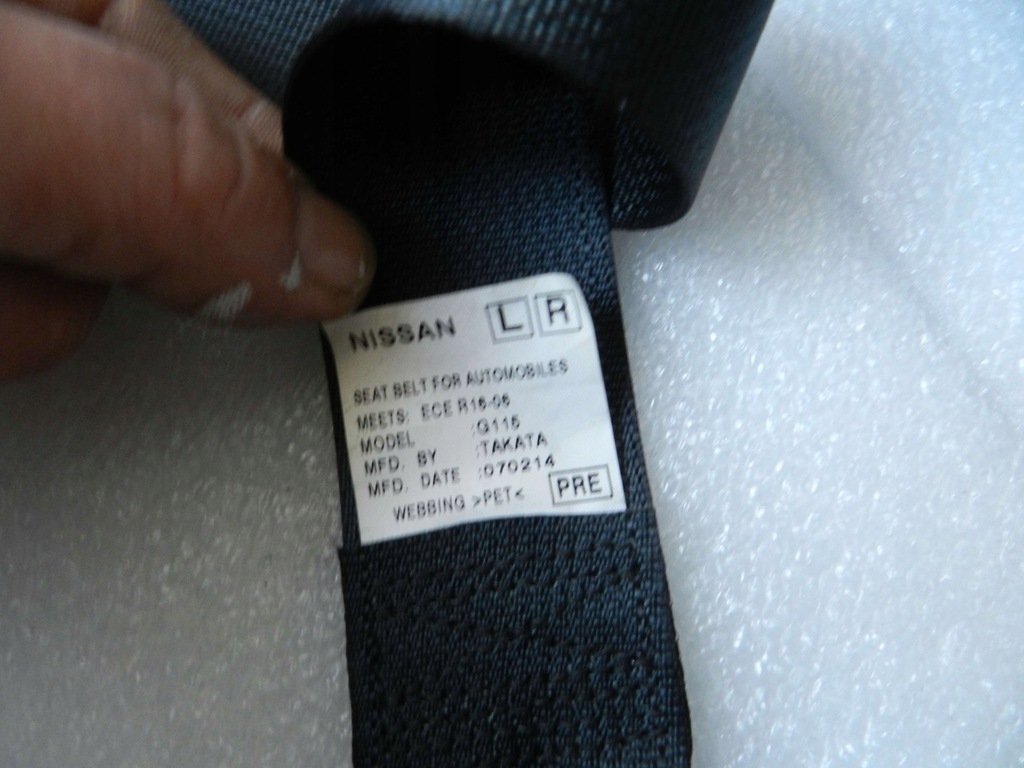 NISSAN L R
SEAT BELT FOR AUTOMOBILES
MEETS: ECE R16-06
MODEL :G115
MFD. BY :TAKATA
MFD. DATE :070214
WEBBING >PET< PRE